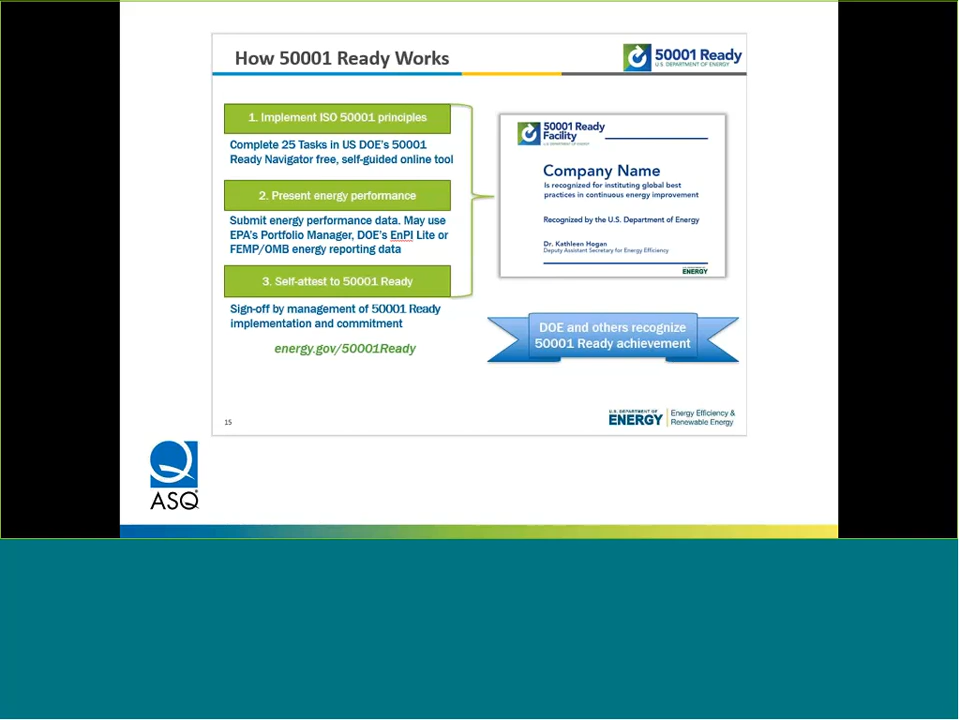 How 50001 Ready Works
50001 Ready
U.S. DEPARTMENT OF ENERGY
1. Implement ISO 50001 principles
Complete 25 Tasks in US DOE's 50001
Ready Navigator free, self-guided online tool
2. Present energy performance
Submit energy performance data. May use
EPA's Portfolio Manager, DOE's EnPI Lite or
FEMP/OMB energy reporting data
3. Self-attest to 50001 Ready
Sign-off by management of 50001 Ready
implementation and commitment
energy.gov/50001Ready
50001 Ready
Facility
U.S. DEPARTMENT OF ENERGY
Company Name
Is recognized for instituting global best
practices in continuous energy improvement
Recognized by the U.S. Department of Energy
Dr. Kathleen Hogan
Deputy Assistant Secretary for Energy Efficiency
ENERGY
DOE and others recognize
50001 Ready achievement
15
U.S. DEPARTMENT OF
ENERGY
Energy Efficiency &
Renewable Energy
ASQ